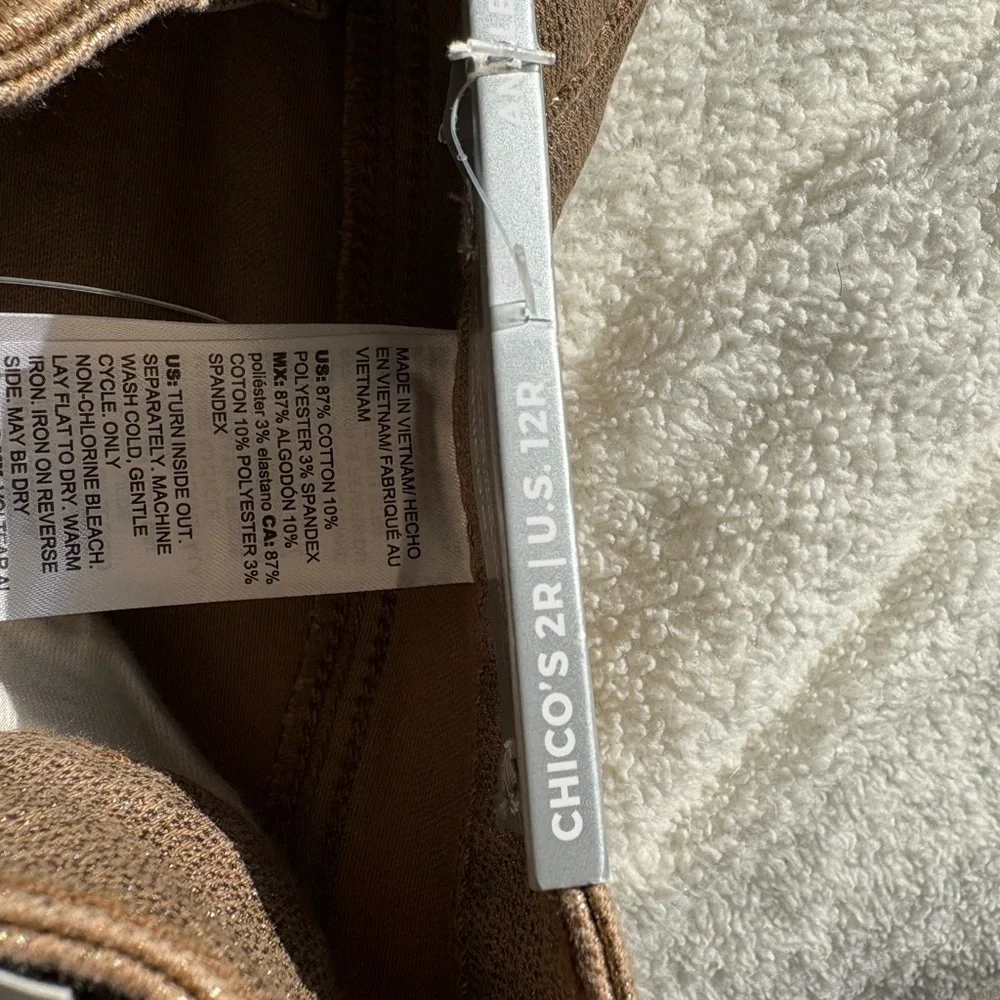 MADE IN VIETNAM/ HECHO
EN VIETNAM/ FABRIQUÉ AU
VIETNAM
US: 87% COTTON 10%
POLYESTER 3% SPANDEX
MX: 87% ALGODÓN 10%
poliéster 3% elastano CA: 87%
COTON 10% POLYESTER 3%
SPANDEX
US: TURN INSIDE OUT.
SEPARATELY. MACHINE
WASH COLD, GENTLE
CYCLE. ONLY
NON-CHLORINE BLEACH.
LAY FLAT TO DRY. WARM
IRON. IRON ON REVERSE
SIDE. MAY BE DRY
CHICO'S 2R | U.S. 12R